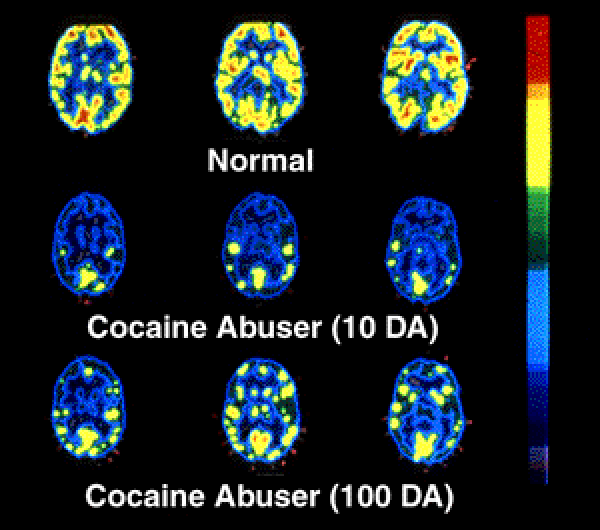 Normal
Cocaine Abuser (10 DA)
Cocaine Abuser (100 DA)